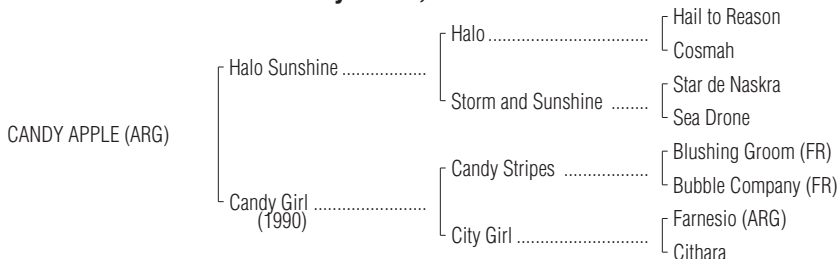 Hail to Reason
Halo ................................
Cosmah
Halo Sunshine .................
Star de Naskra
Storm and Sunshine ........
Sea Drone
CANDY APPLE (ARG)
Blushing Groom (FR)
Candy Stripes .................
Bubble Company (FR)
Candy Girl .......................
(1990)
Farnesio (ARG)
City Girl ...........................
Cithara